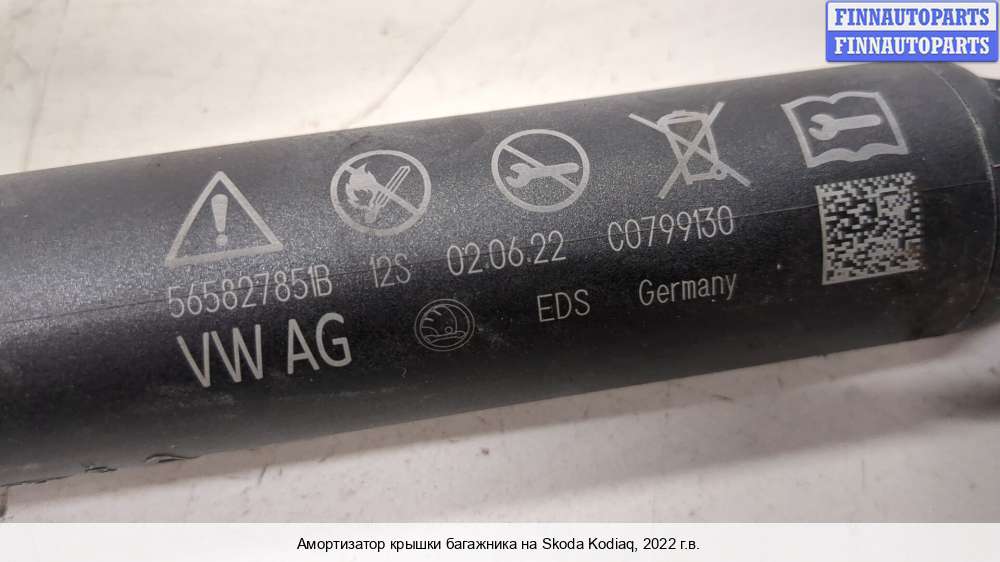 FINNAUTOPARTS
FINNAUTOPARTS
565827851B 12S 02.06.22 C0799130
VW AG EDS Germany
Амортизатор крышки багажника на Skoda Kodiaq, 2022 г.в.